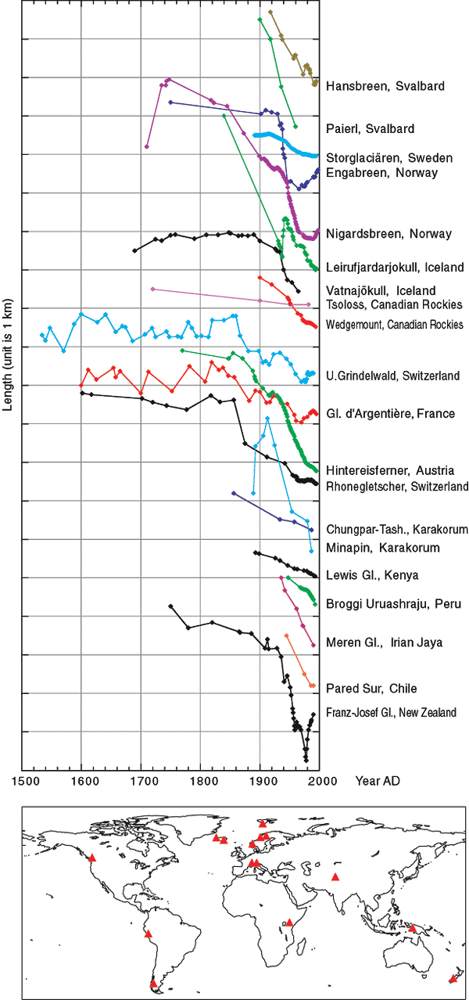 Hansbreen, Svalbard
Paierl, Svalbard
Storglaciären, Sweden
Engabreen, Norway
Nigardsbreen, Norway
Leirufjardarjokull, Iceland
Vatnajökull, Iceland
Tsoloss, Canadian Rockies
Wedgemount, Canadian Rockies
U.Grindelwald, Switzerland
Gl. d'Argentière, France
Hintereisferner, Austria
Rhonegletscher, Switzerland
Chungpar-Tash., Karakorum
Minapin, Karakorum
Lewis Gl., Kenya
Broggi Uruashraju, Peru
Meren Gl., Irian Jaya
Pared Sur, Chile
Franz-Josef Gl., New Zealand
Length (unit is 1 km)
1500 1600 1700 1800 1900 2000 Year AD